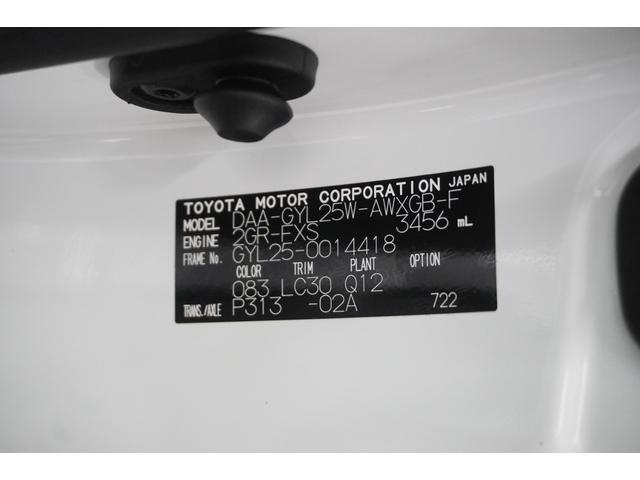 TOYOTA MOTOR CORPORATION JAPAN
MODEL DAA-GYL25W-AWXGB-F
ENGINE 2GR-FXS 3456 mL
FRAME No. GYL25-0014418
COLOR TRIM PLANT OPTION
083 LC30 Q12
TRANS./AXLE P313 -02A 722